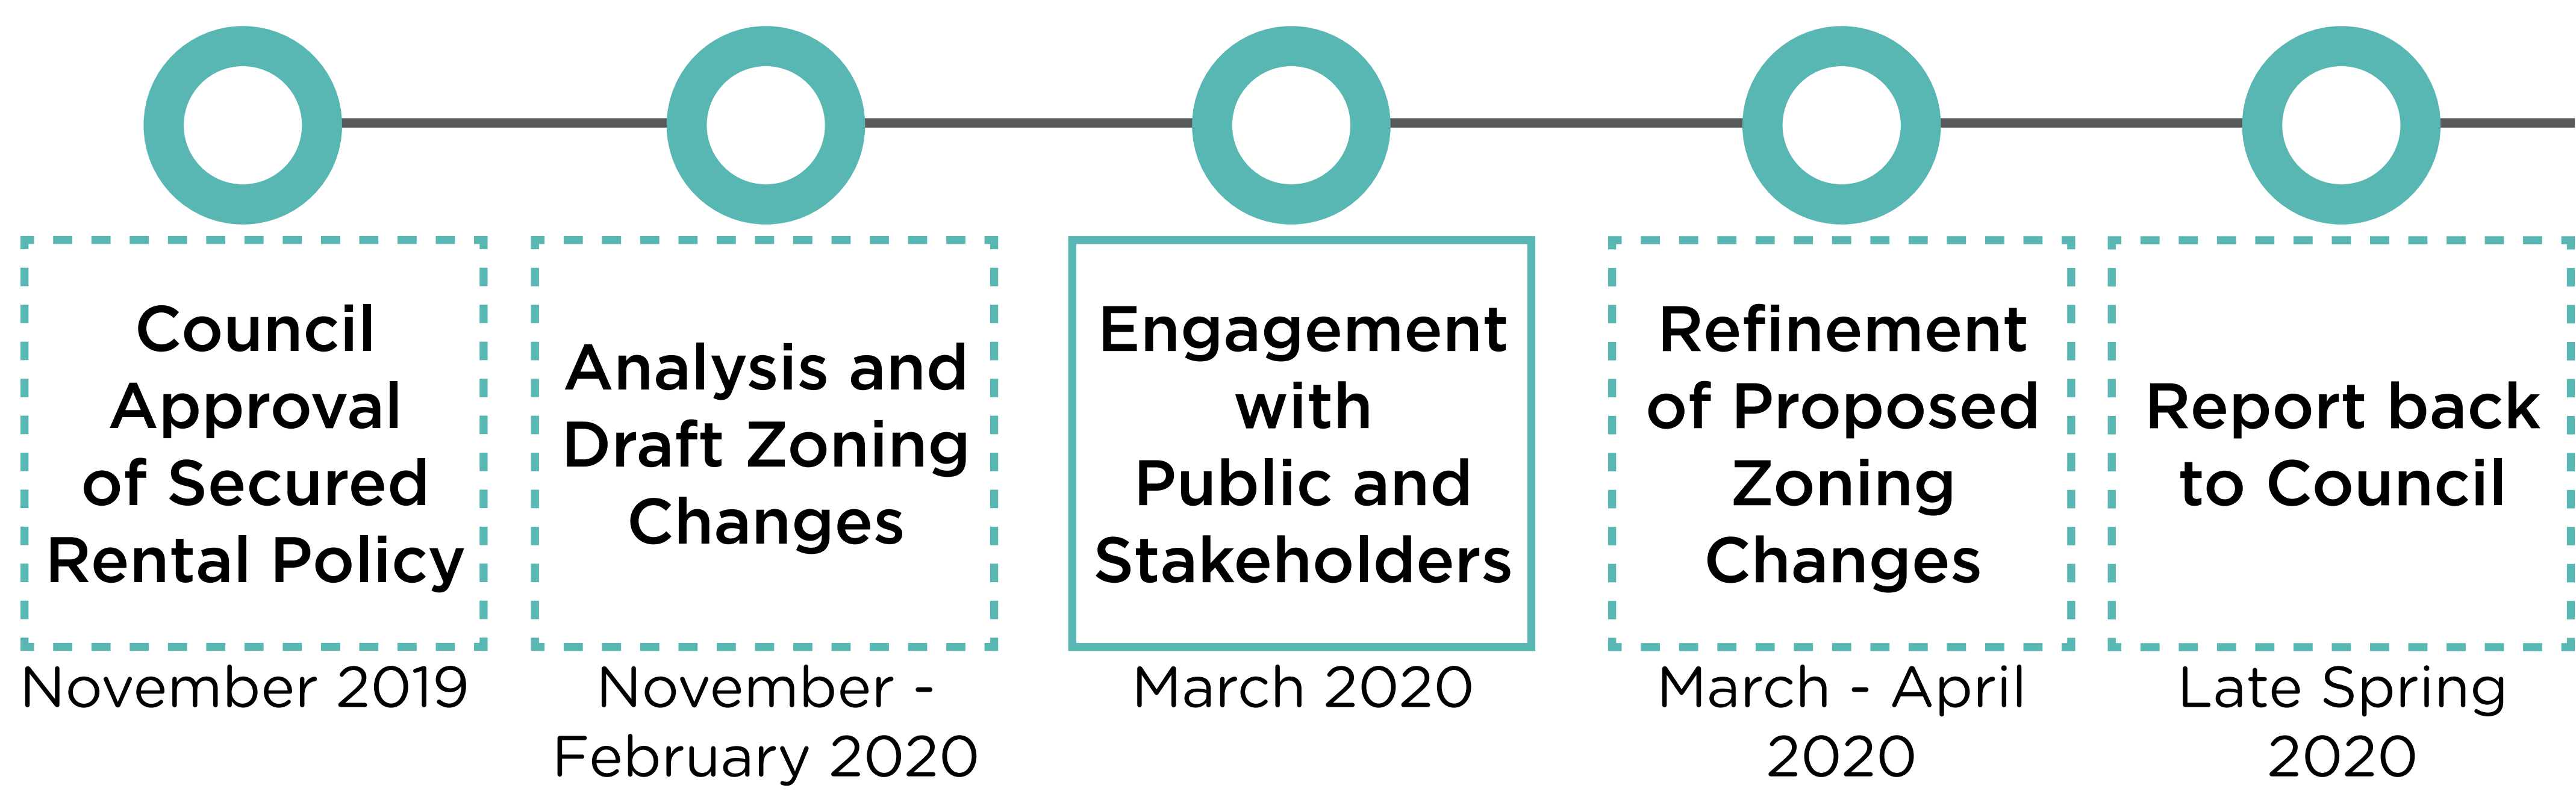 Council
Approval
of Secured
Rental Policy
November 2019
Analysis and
Draft Zoning
Changes
November -
February 2020
Engagement
with
Public and
Stakeholders
March 2020
Refinement
of Proposed
Zoning
Changes
March - April
2020
Report back
to Council
Late Spring
2020